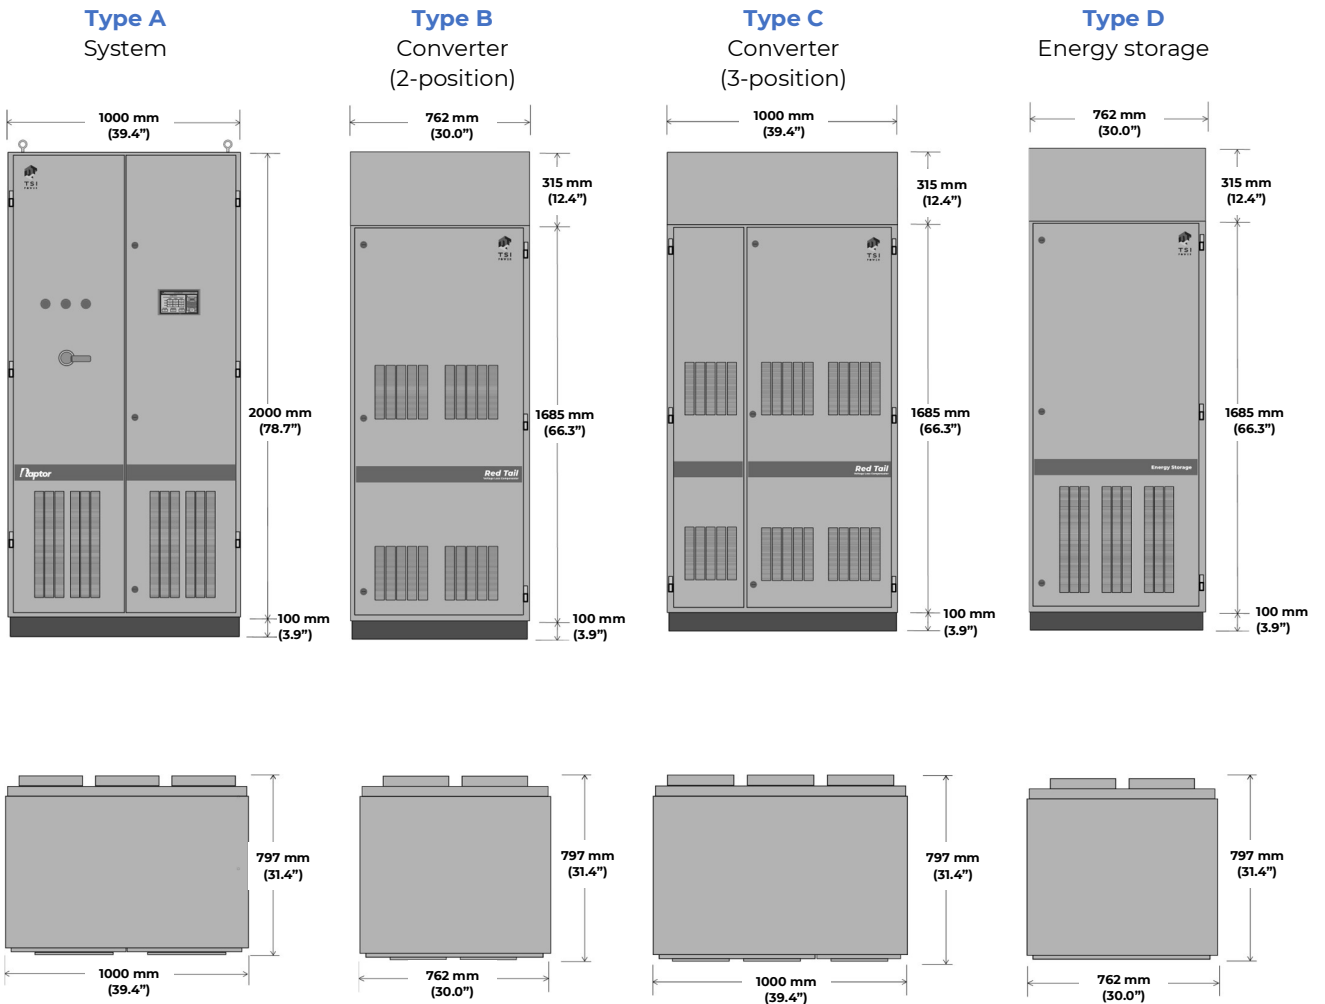 Type A
System
Type B
Converter
(2-position)
Type C
Converter
(3-position)
Type D
Energy storage
1000 mm
(39.4”)
762 mm
(30.0”)
1000 mm
(39.4”)
762 mm
(30.0”)
TSI
2000 mm
(78.7”)
Raptor
100 mm
(3.9”)
315 mm
(12.4”)
TSI
1685 mm
(66.3”)
Red Tail
100 mm
(3.9”)
315 mm
(12.4”)
TSI
1685 mm
(66.3”)
Red Tail
100 mm
(3.9”)
315 mm
(12.4”)
TSI
1685 mm
(66.3”)
Energy Storage
100 mm
(3.9”)
797 mm
(31.4”)
1000 mm
(39.4”)
797 mm
(31.4”)
762 mm
(30.0”)
797 mm
(31.4”)
1000 mm
(39.4”)
797 mm
(31.4”)
762 mm
(30.0”)